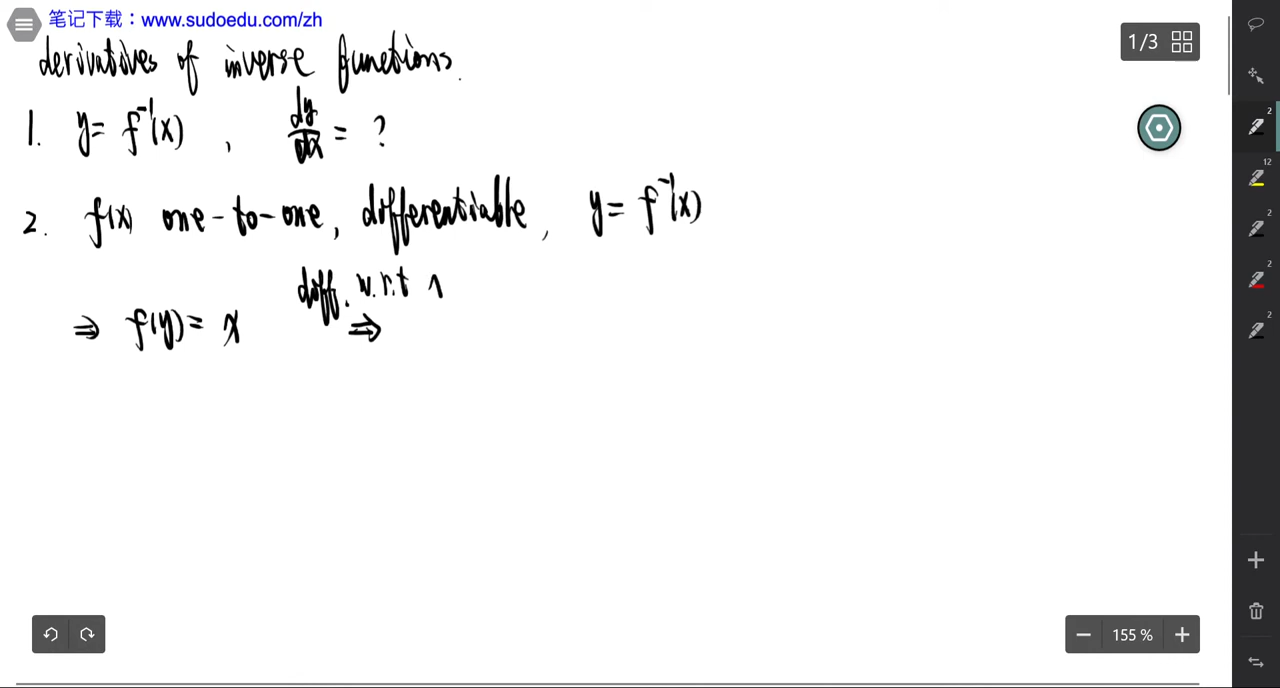 笔记下载：www.sudoedu.com/zh
1/3
derivatives of inverse functions.
1. y = f⁻¹(x), dy/dx = ?
2. f(x) one-to-one, differentiable, y = f⁻¹(x)
diff. w.r.t
⇒ f(y) = x ⇒
155 %